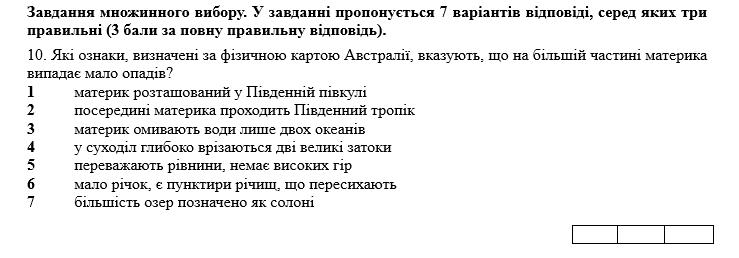 Завдання множинного вибору. У завданні пропонується 7 варіантів відповіді, серед яких три
правильні (3 бали за повну правильну відповідь).
10. Які ознаки, визначені за фізичною картою Австралії, вказують, що на більшій частині материка
випадає мало опадів?
1 материк розташований у Південній півкулі
2 посередині материка проходить Південний тропік
3 материк омивають води лише двох океанів
4 у суходіл глибоко врізаються дві великі затоки
5 переважають рівнини, немає високих гір
6 мало річок, є пунктири річищ, що пересихають
7 більшість озер позначено як солоні